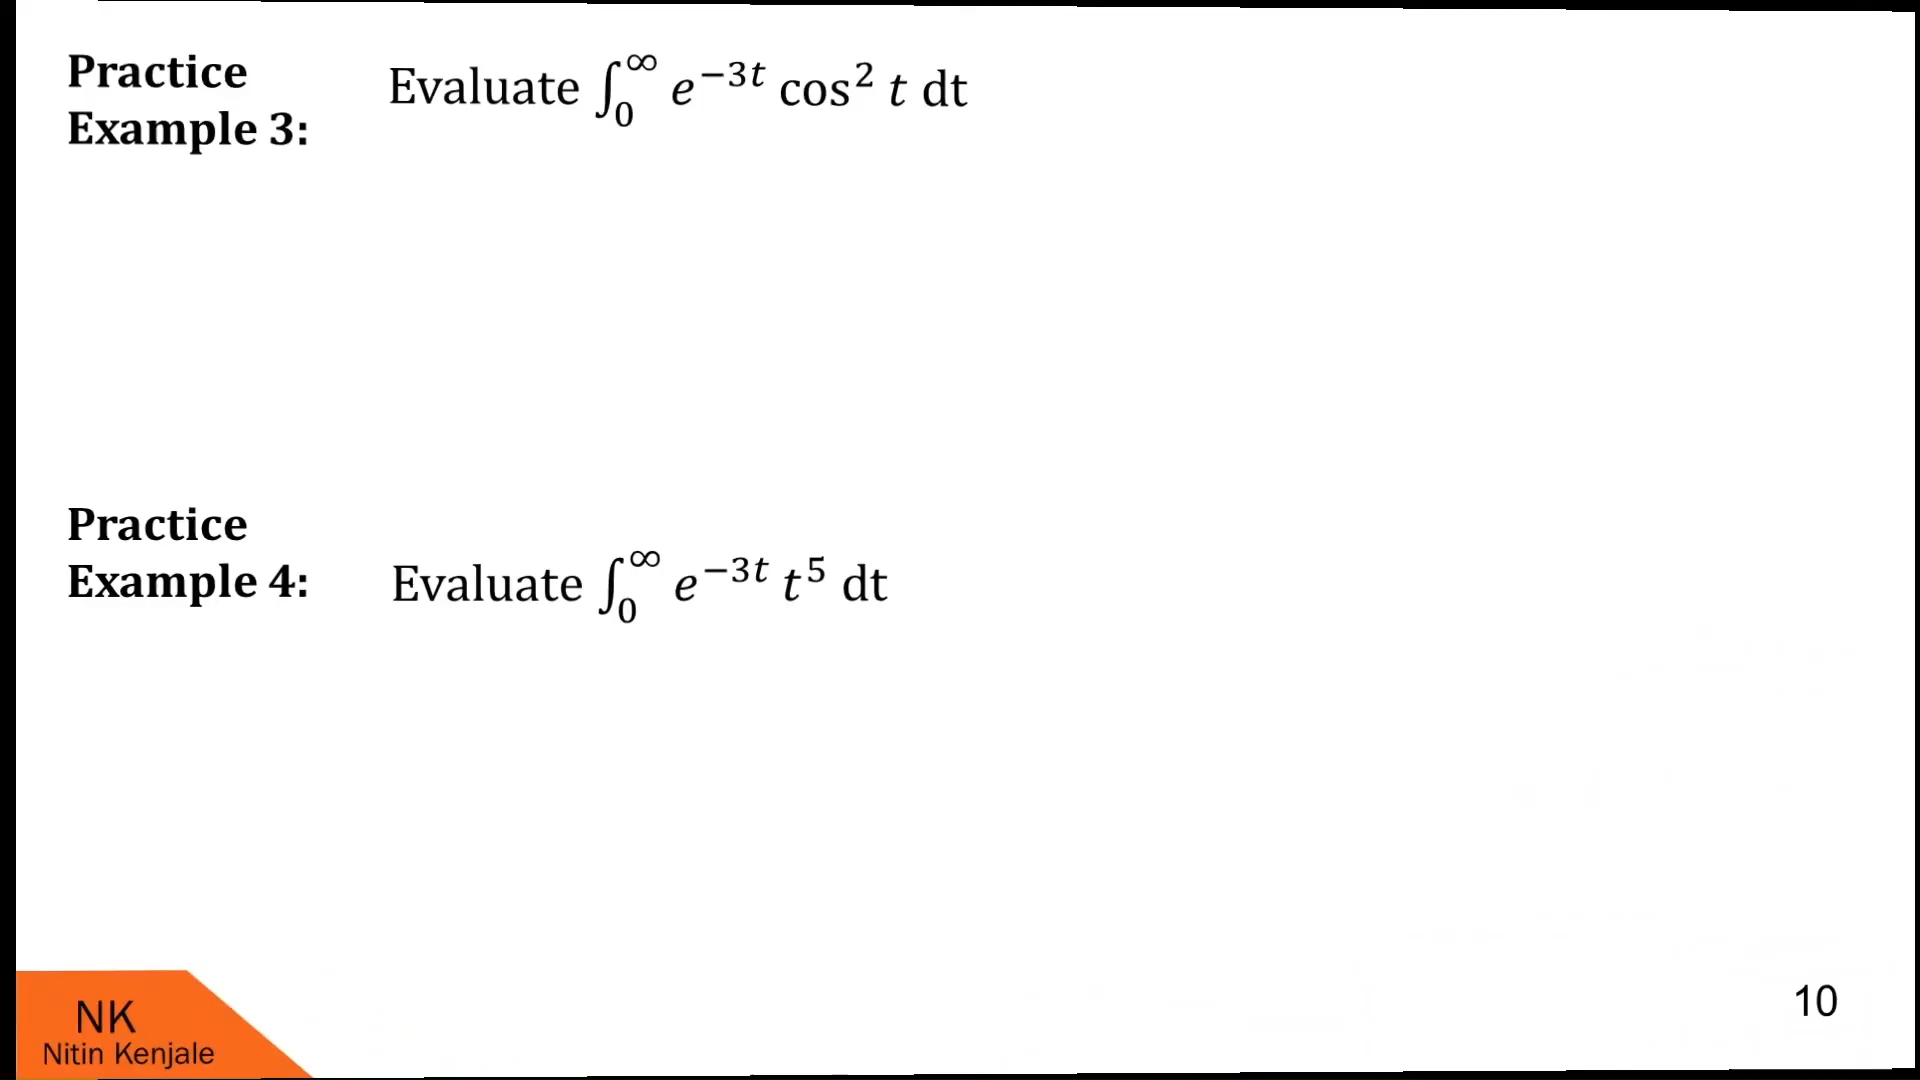 Practice
Example 3:
Evaluate ∫₀^∞ e^{−3t} cos² t dt
Practice
Example 4:
Evaluate ∫₀^∞ e^{−3t} t⁵ dt
NK
Nitin Kenjale
10